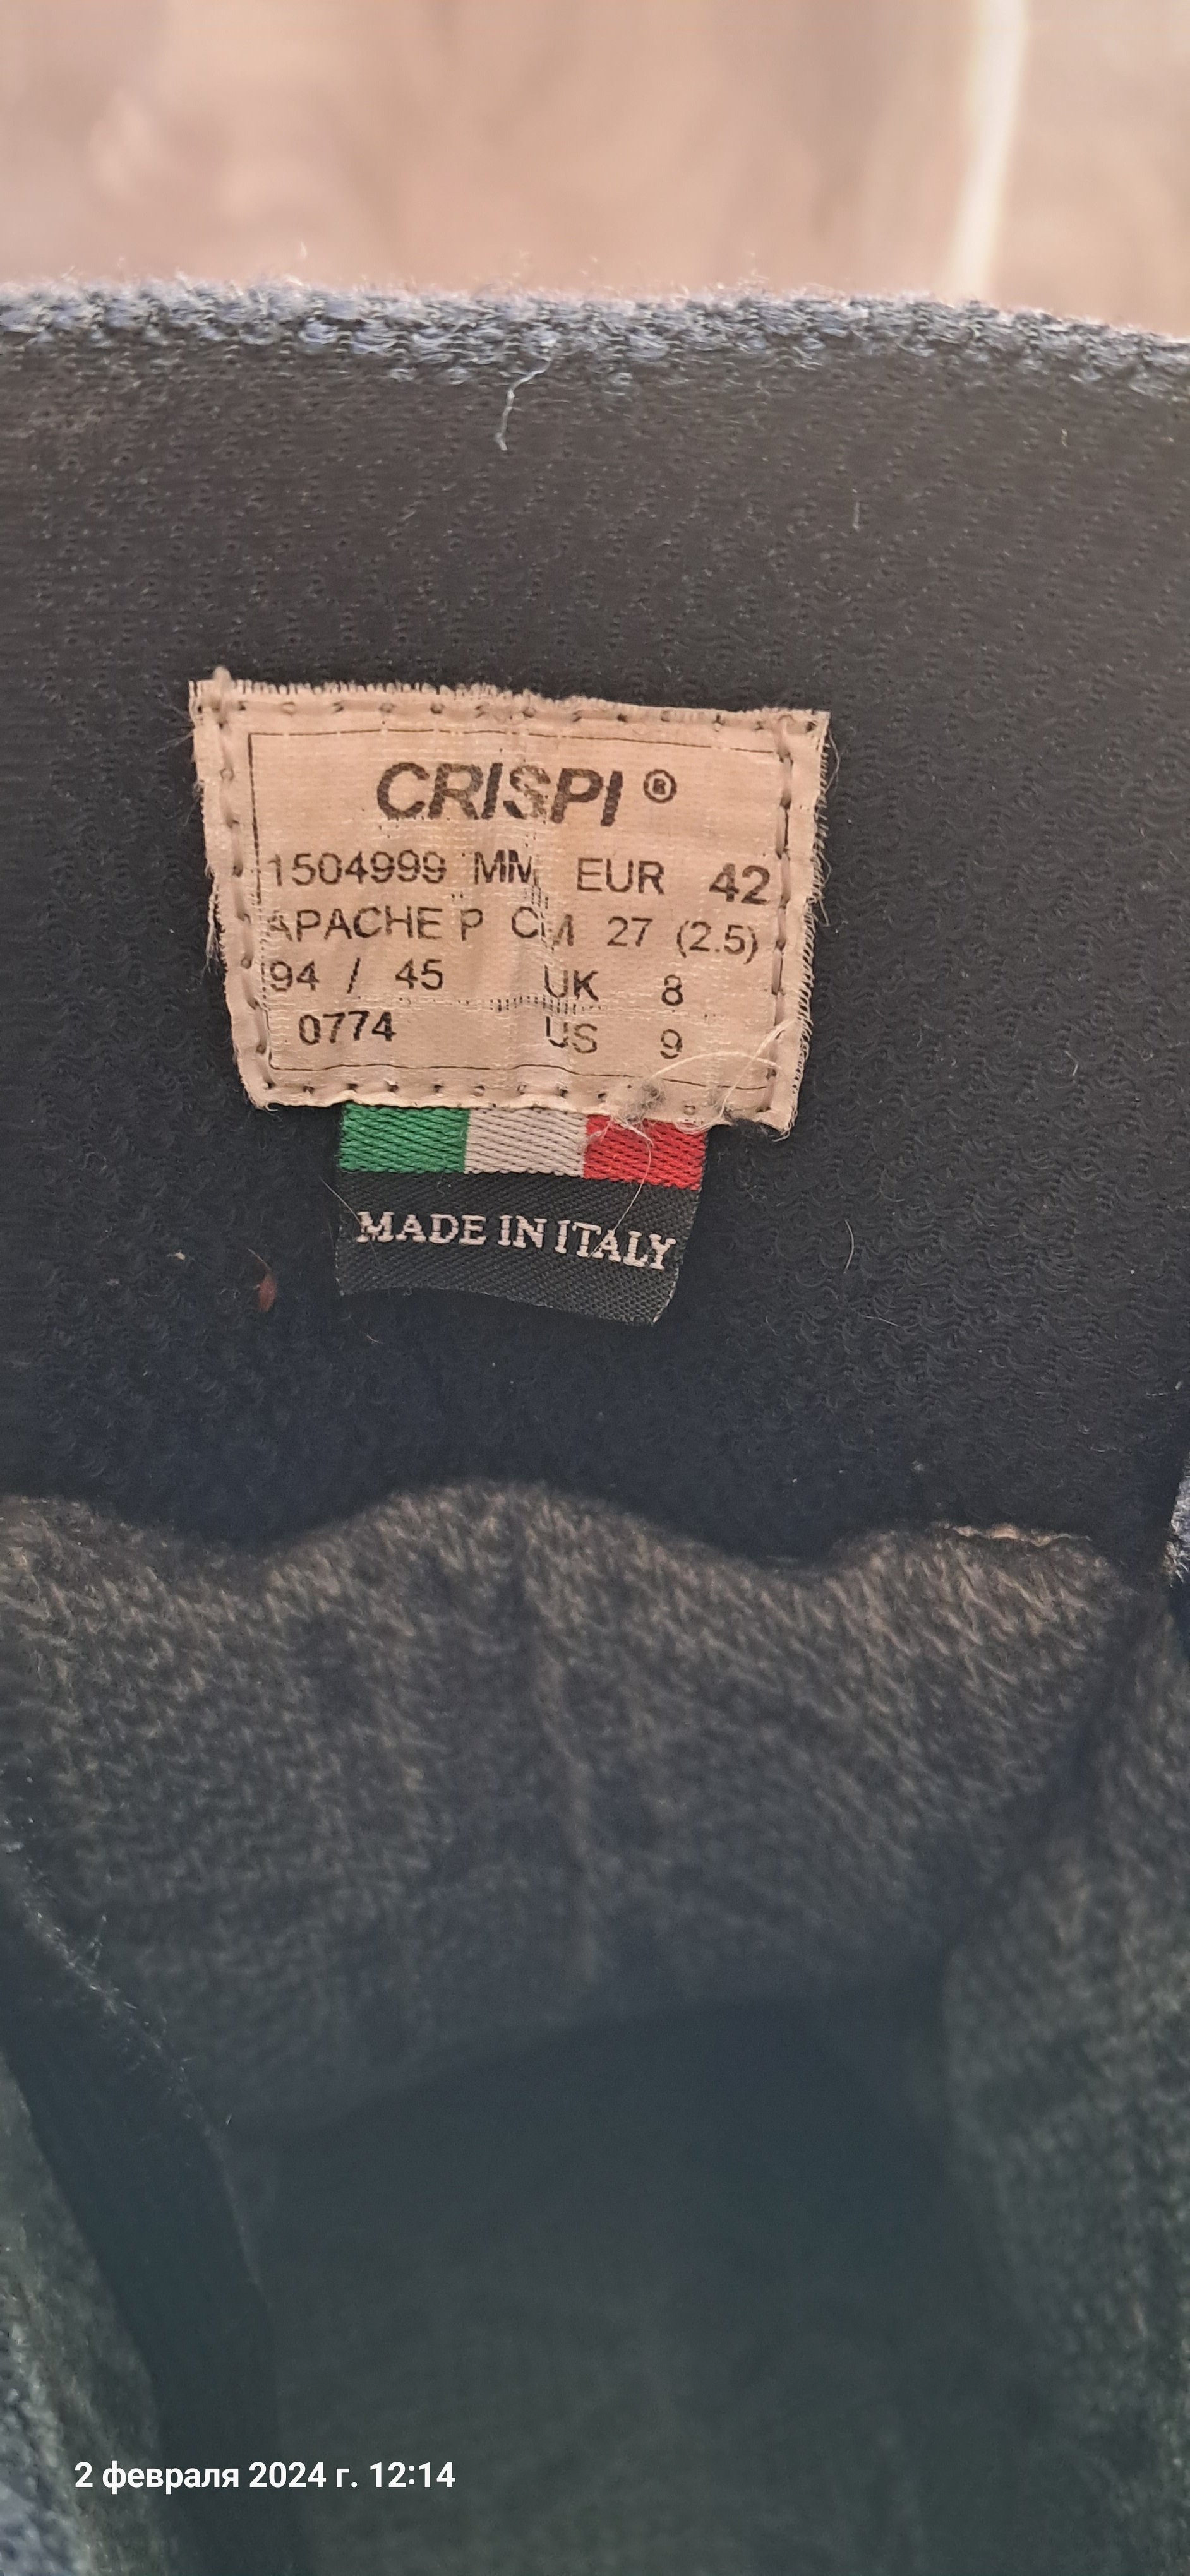 CRISPI ®
1504999 MM EUR 42
APACHE P CM 27 (2.5)
94 / 45 UK 8
0774 US 9
MADE IN ITALY
2 февраля 2024 г. 12:14